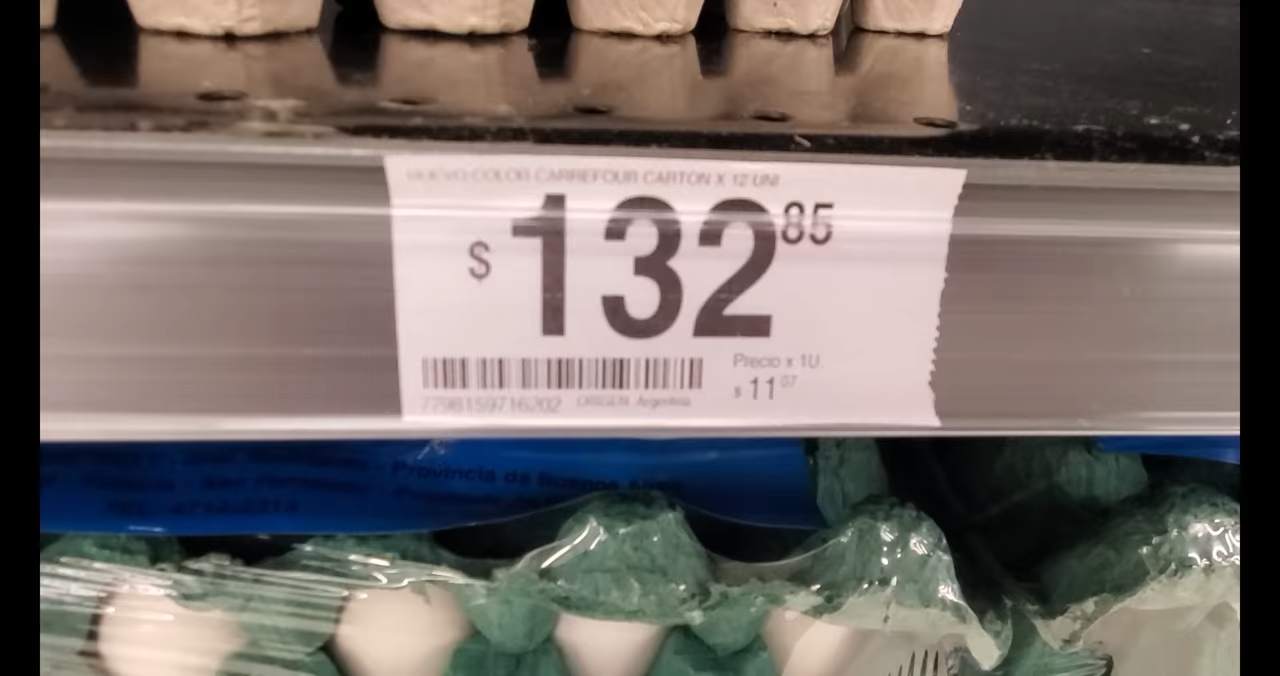 HUEVO COLOR CARREFOUR CARTON X 12 UNI
$ 132 85
Precio x 1U.
$ 11 07
7798159716202 ORIGEN Argentina
Provincia de Buenos Aires